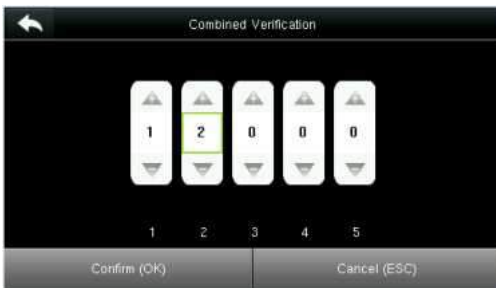 Combined Verification
1 2 0 0 0
1 2 3 4 5
Confirm (OK) Cancel (ESC)